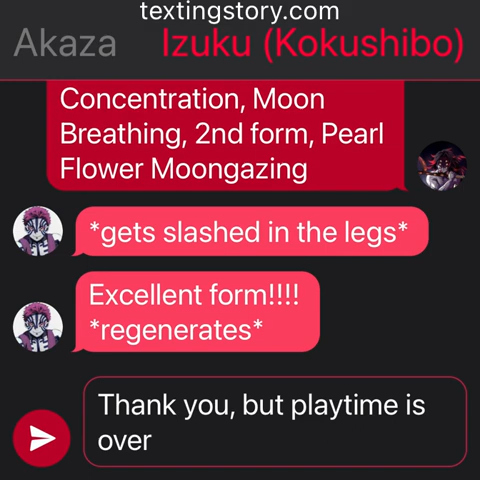 textingstory.com
Akaza Izuku (Kokushibo)
Concentration, Moon
Breathing, 2nd form, Pearl
Flower Moongazing
*gets slashed in the legs*
Excellent form!!!!
*regenerates*
Thank you, but playtime is
over